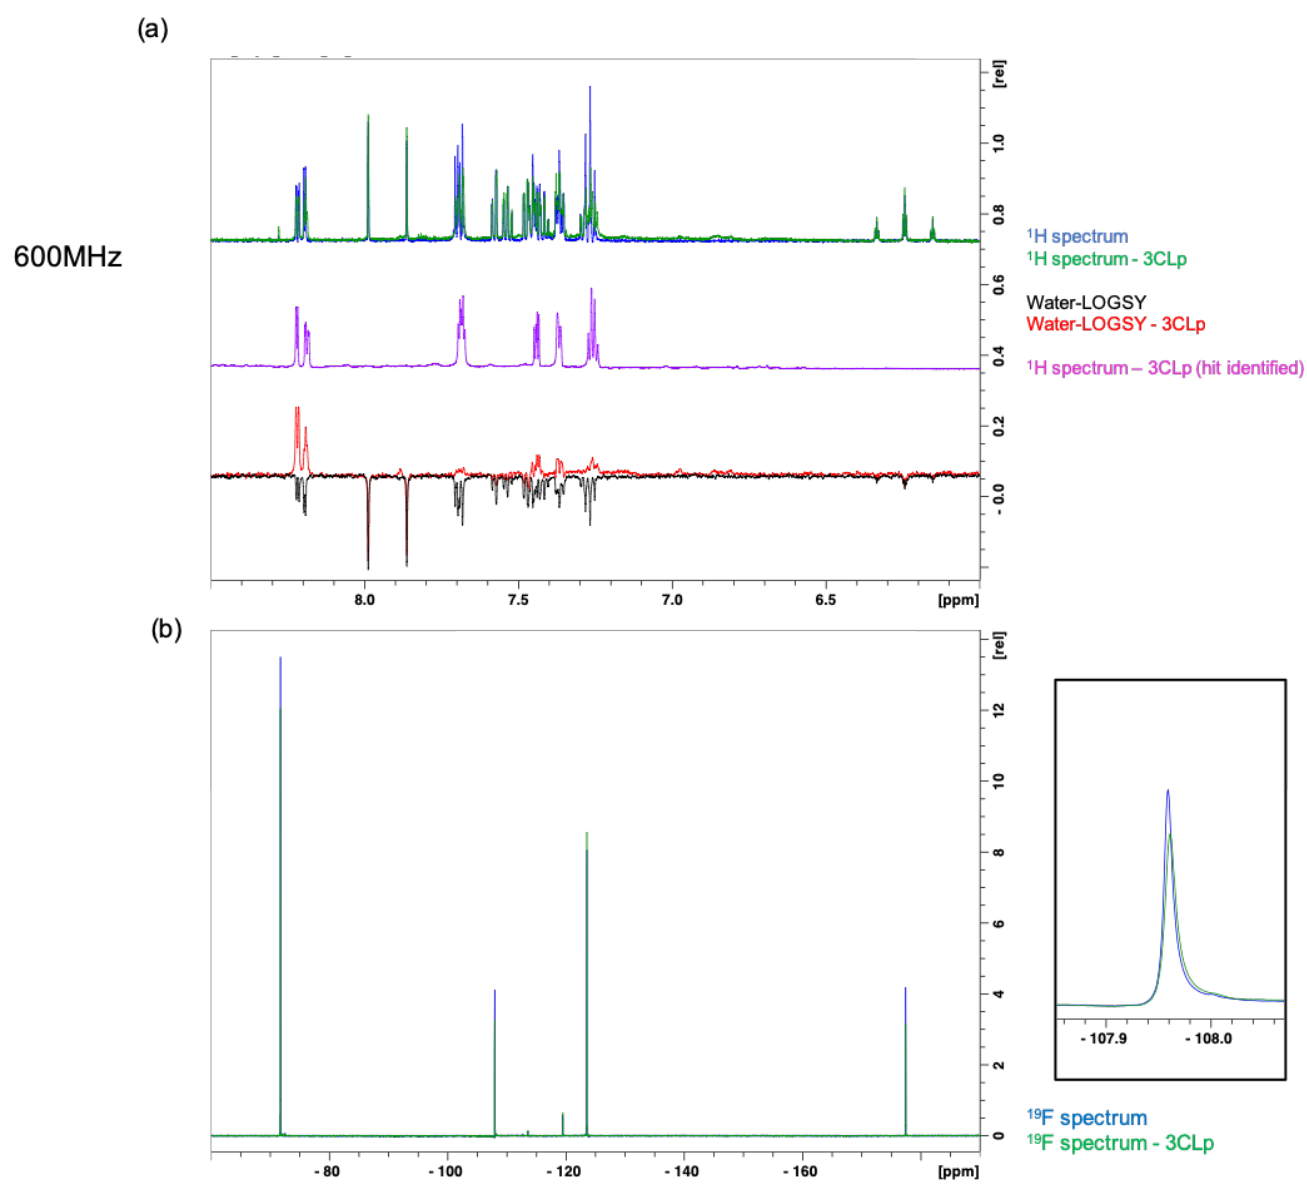 (a)
[rel]
1.0
0.8
600MHz
¹H spectrum
¹H spectrum - 3CLp
0.6
Water-LOGSY
Water-LOGSY - 3CLp
0.4
¹H spectrum – 3CLp (hit identified)
0.2
- 0.0
8.0 7.5 7.0 6.5 [ppm]
(b)
[rel]
12
10
8
6
4
2
0
- 107.9 - 108.0
¹⁹F spectrum
¹⁹F spectrum - 3CLp
- 80 - 100 - 120 - 140 - 160 [ppm]